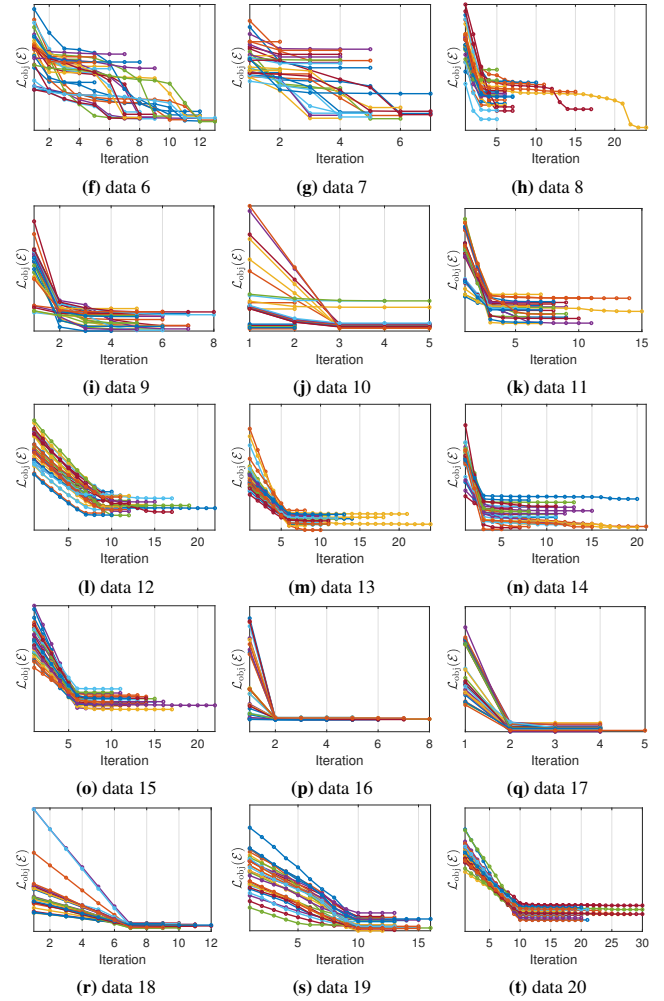 ℒobj(ℰ) ℒobj(ℰ) ℒobj(ℰ)
2 4 6 8 10 12 2 4 6 5 10 15 20
Iteration Iteration Iteration
(f) data 6 (g) data 7 (h) data 8
ℒobj(ℰ) ℒobj(ℰ) ℒobj(ℰ)
2 4 6 8 1 2 3 4 5 5 10 15
Iteration Iteration Iteration
(i) data 9 (j) data 10 (k) data 11
ℒobj(ℰ) ℒobj(ℰ) ℒobj(ℰ)
5 10 15 20 5 10 15 20 5 10 15 20
Iteration Iteration Iteration
(l) data 12 (m) data 13 (n) data 14
ℒobj(ℰ) ℒobj(ℰ) ℒobj(ℰ)
5 10 15 20 2 4 6 8 1 2 3 4 5
Iteration Iteration Iteration
(o) data 15 (p) data 16 (q) data 17
ℒobj(ℰ) ℒobj(ℰ) ℒobj(ℰ)
2 4 6 8 10 12 5 10 15 5 10 15 20 25 30
Iteration Iteration Iteration
(r) data 18 (s) data 19 (t) data 20